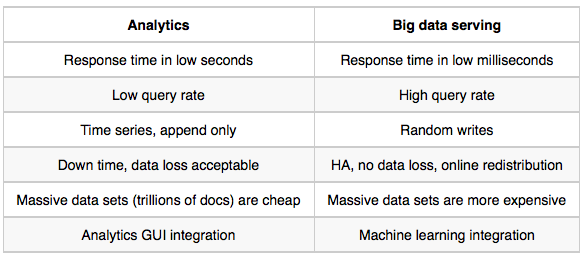 Analytics Big data serving
Response time in low seconds Response time in low milliseconds
Low query rate High query rate
Time series, append only Random writes
Down time, data loss acceptable HA, no data loss, online redistribution
Massive data sets (trillions of docs) are cheap Massive data sets are more expensive
Analytics GUI integration Machine learning integration